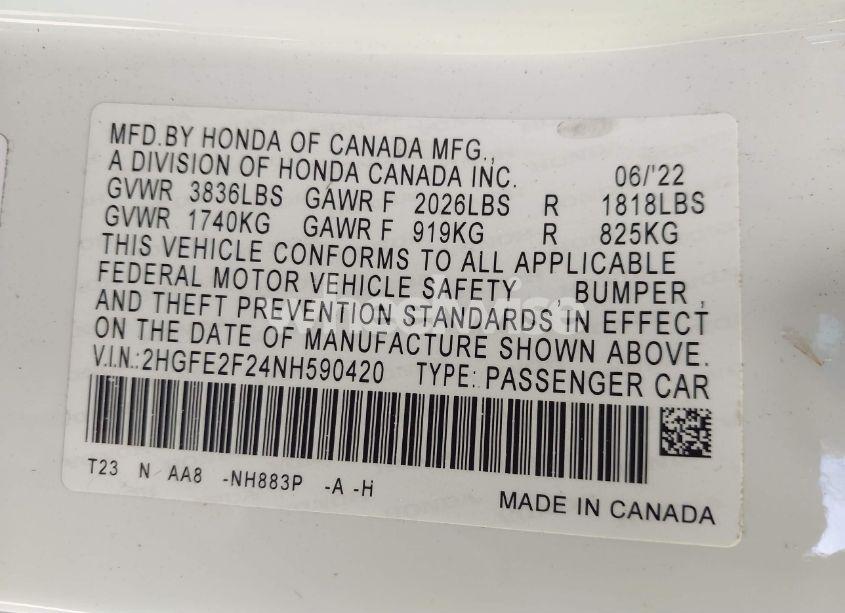 MFD.BY HONDA OF CANADA MFG.,
A DIVISION OF HONDA CANADA INC. 06/'22
GVWR 3836LBS GAWR F 2026LBS R 1818LBS
GVWR 1740KG GAWR F 919KG R 825KG
THIS VEHICLE CONFORMS TO ALL APPLICABLE
FEDERAL MOTOR VEHICLE SAFETY , BUMPER ,
AND THEFT PREVENTION STANDARDS IN EFFECT
ON THE DATE OF MANUFACTURE SHOWN ABOVE.
V.I.N.:2HGFE2F24NH590420 TYPE: PASSENGER CAR
T23 N AA8 -NH883P -A -H
MADE IN CANADA